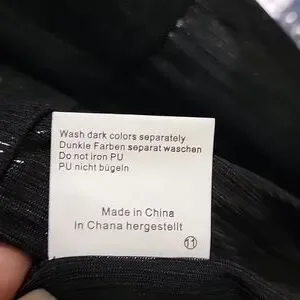 Wash dark colors separately
Dunkie Farben separat waschen
Do not iron PU
PU nicht bügeln
Made in China
In Chana hergestellt
11